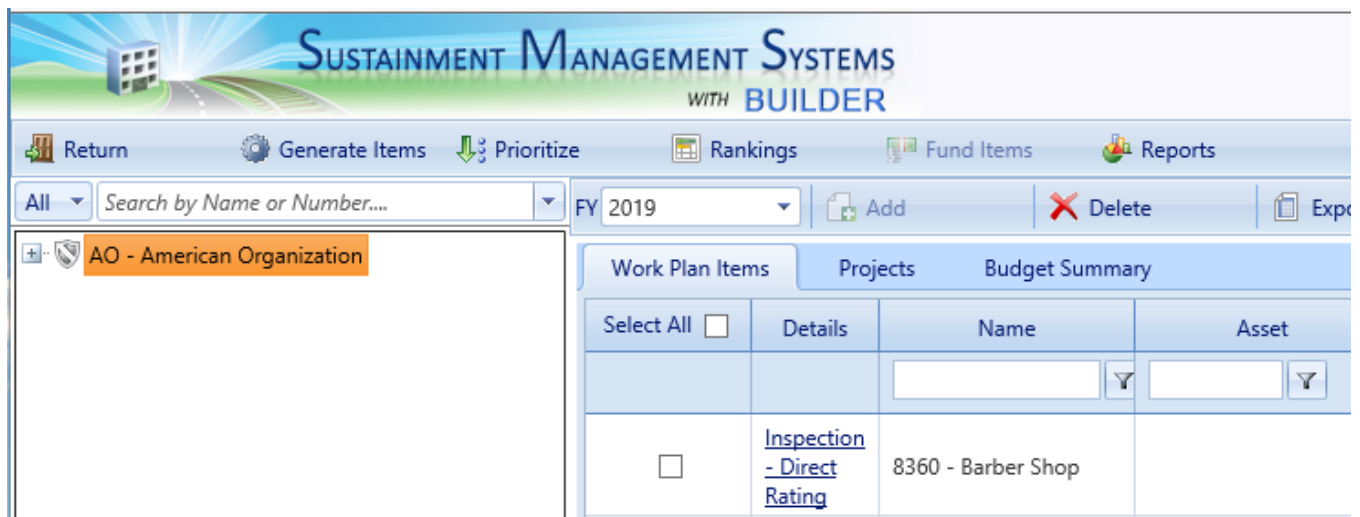 SUSTAINMENT MANAGEMENT SYSTEMS
WITH BUILDER
Return Generate Items Prioritize Rankings Fund Items Reports
All Search by Name or Number.... FY 2019 Add Delete Expo
AO - American Organization
Work Plan Items Projects Budget Summary
Select All Details Name Asset
Inspection
- Direct
Rating
8360 - Barber Shop